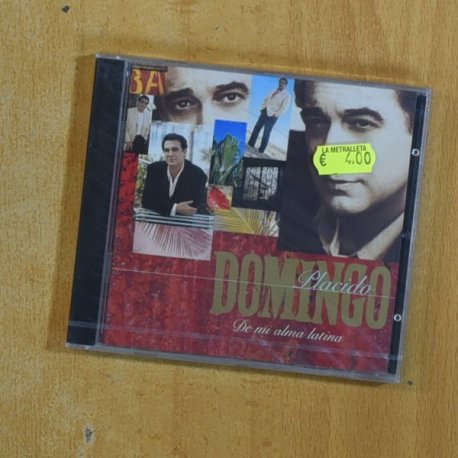 BA
LA METRALLETA
€ 4.00
Placido
DOMINGO
De mi alma latina